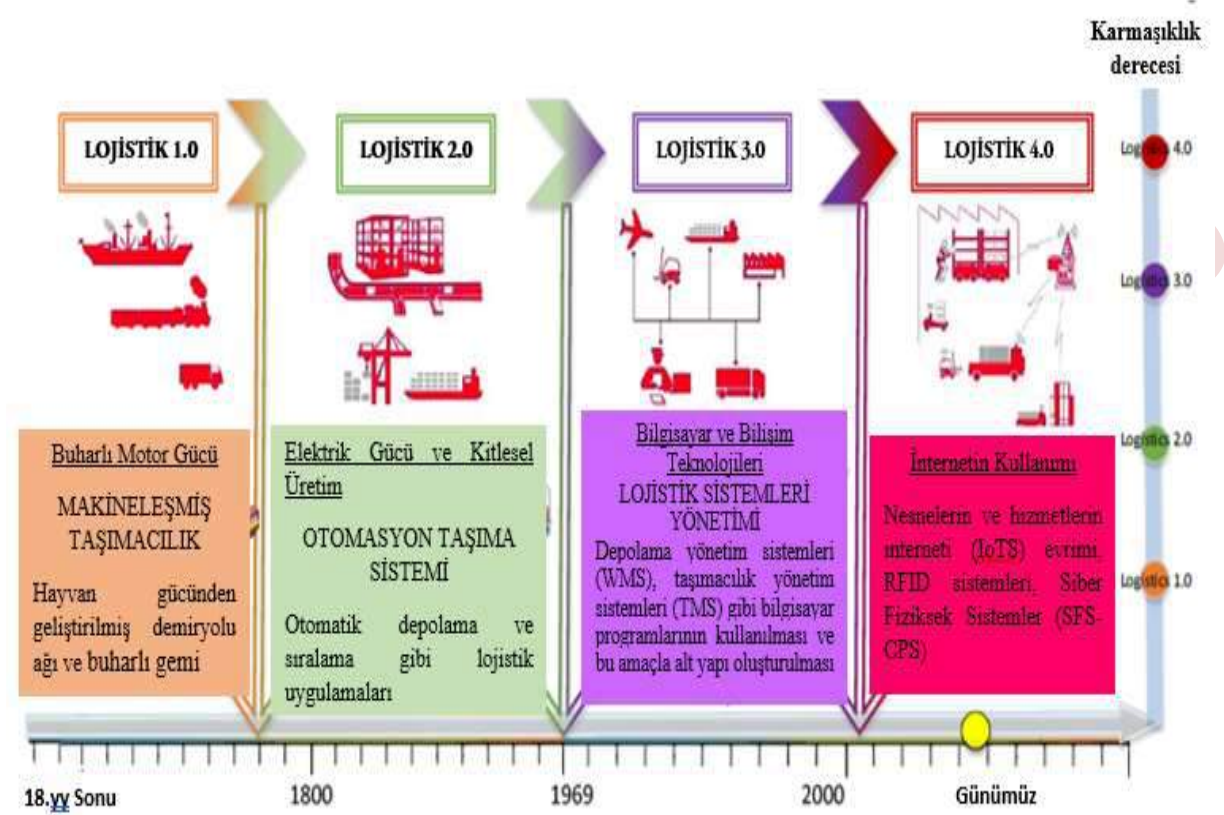 Karmaşıklık
derecesi
LOJİSTİK 1.0
LOJİSTİK 2.0
LOJİSTİK 3.0
LOJİSTİK 4.0
Logistics 4.0
Logistics 3.0
Logistics 2.0
Logistics 1.0
Buharlı Motor Gücü
MAKİNELEŞMİŞ
TAŞIMACILIK
Hayvan gücünden
geliştirilmiş demiryolu
ağı ve buharlı gemi
Elektrik Gücü ve Kitlesel
Üretim
OTOMASYON TAŞIMA
SİSTEMİ
Otomatik depolama ve
sıralama gibi lojistik
uygulamaları
Bilgisayar ve Bilişim
Teknolojileri
LOJİSTİK SİSTEMLERİ
YÖNETİMİ
Depolama yönetim sistemleri
(WMS), taşımacılık yönetim
sistemleri (TMS) gibi bilgisayar
programlarının kullanılması ve
bu amaçla alt yapı oluşturulması
İnternetin Kullanımı
Nesnelerin ve hizmetlerin
interneti (IoTS) evrimi,
RFID sistemleri, Siber
Fiziksek Sistemler (SFS-
CPS)
18.yy Sonu
1800
1969
2000
Günümüz